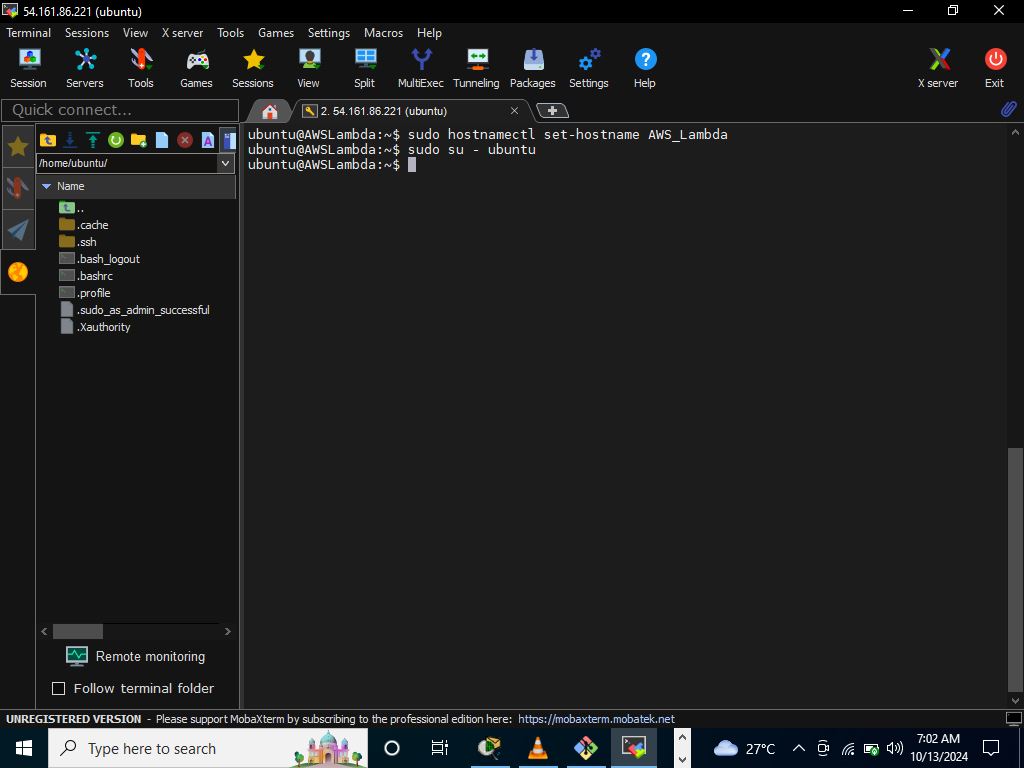 54.161.86.221 (ubuntu)
Terminal Sessions View X server Tools Games Settings Macros Help
Session Servers Tools Games Sessions View Split MultiExec Tunneling Packages Settings Help X server Exit
Quick connect...
2. 54.161.86.221 (ubuntu)
/home/ubuntu/
Name
..
.cache
.ssh
.bash_logout
.bashrc
.profile
.sudo_as_admin_successful
.Xauthority
ubuntu@AWSLambda:~$ sudo hostnamectl set-hostname AWS_Lambda
ubuntu@AWSLambda:~$ sudo su - ubuntu
ubuntu@AWSLambda:~$
Remote monitoring
Follow terminal folder
UNREGISTERED VERSION - Please support MobaXterm by subscribing to the professional edition here: https://mobaxterm.mobatek.net
Type here to search
27°C
7:02 AM
10/13/2024